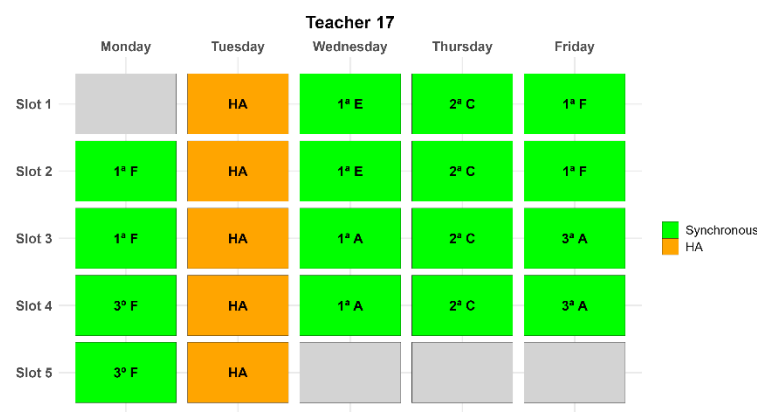 Teacher 17
Monday Tuesday Wednesday Thursday Friday
Slot 1 HA 1ª E 2ª C 1ª F
Slot 2 1ª F HA 1ª E 2ª C 1ª F
Slot 3 1ª F HA 1ª A 2ª C 3ª A
Slot 4 3º F HA 1ª A 2ª C 3ª A
Slot 5 3º F HA
Synchronous
HA